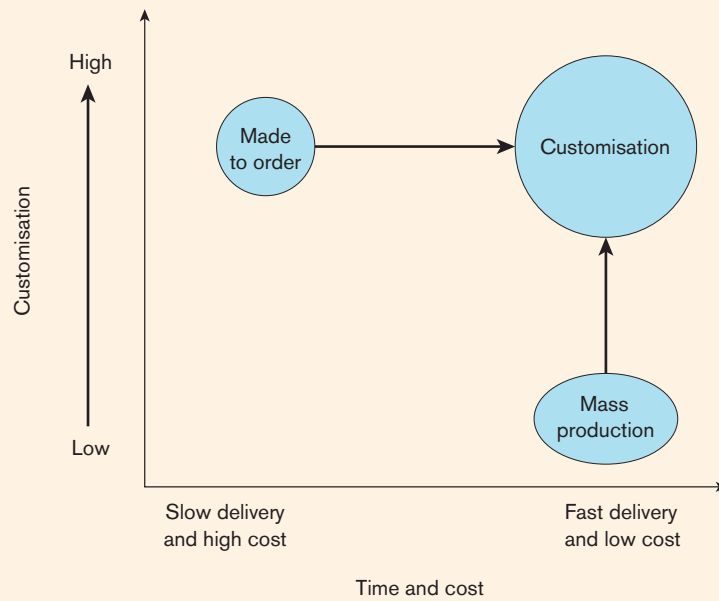 High
Made
to order
Customisation
Customisation
Mass
production
Low
Slow delivery
and high cost
Fast delivery
and low cost
Time and cost